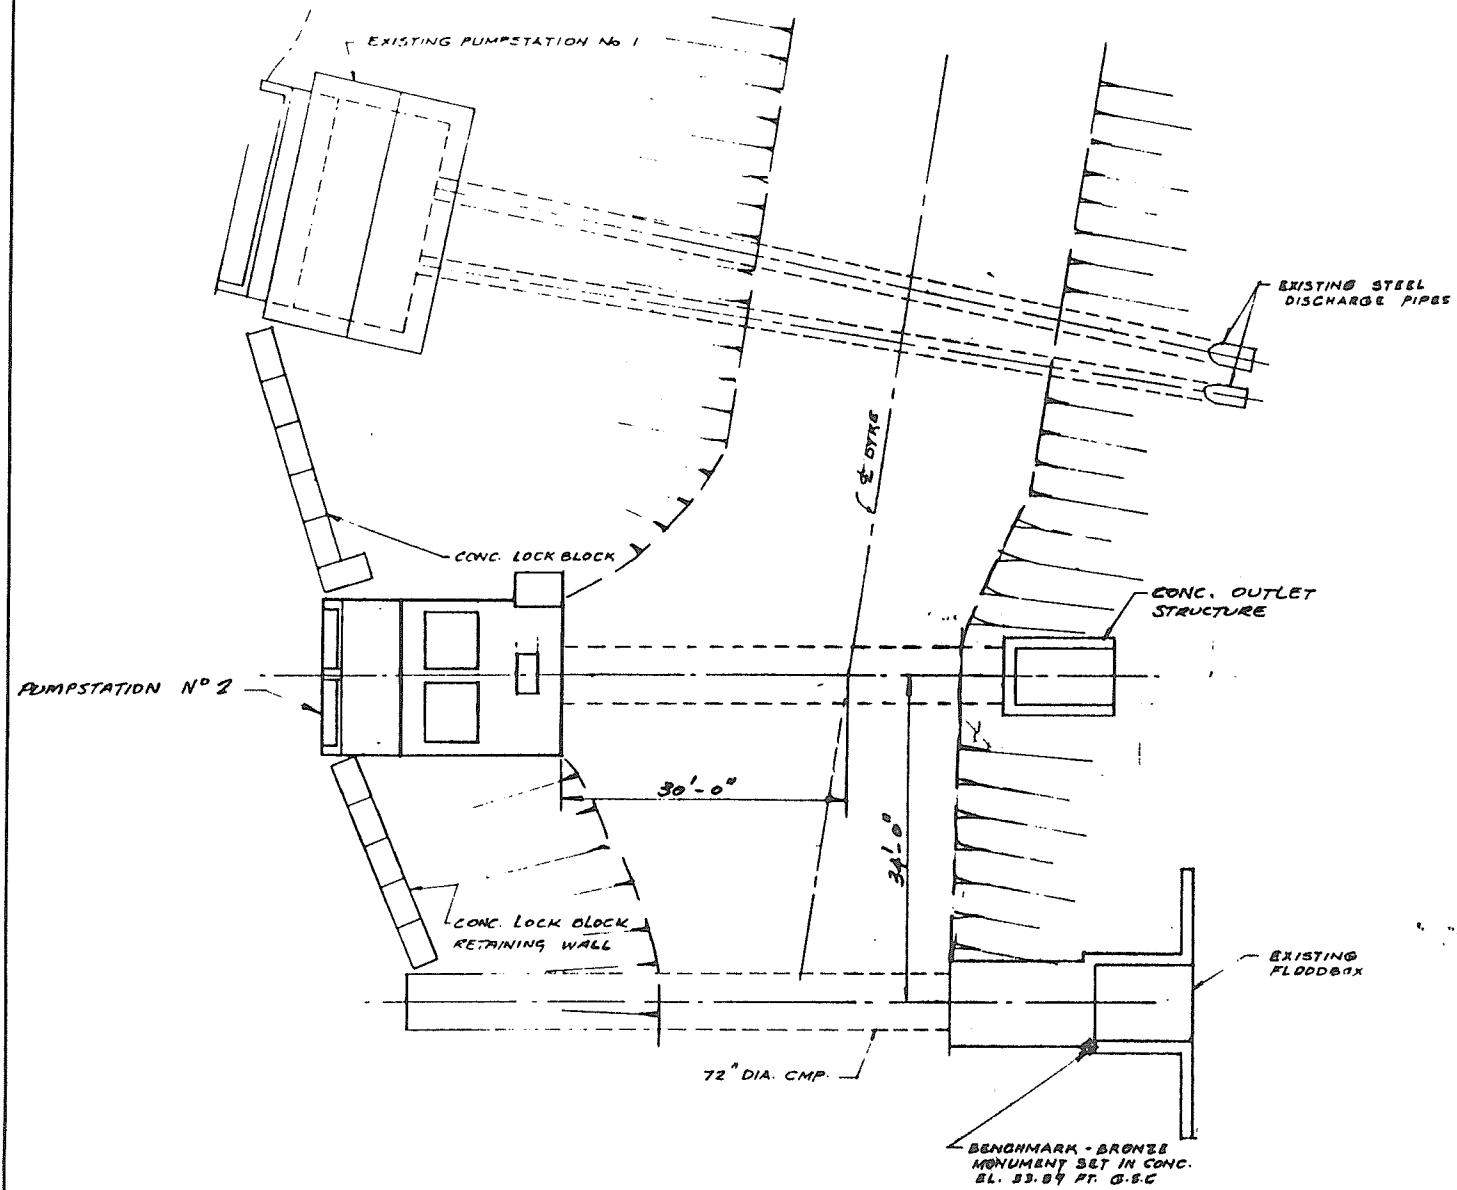 EXISTING PUMPSTATION No 1
EXISTING STEEL
DISCHARGE PIPES
℄ DYKE
CONC. LOCK BLOCK
CONC. OUTLET
STRUCTURE
PUMPSTATION Nº 2
30'-0"
34'-0"
CONC. LOCK BLOCK
RETAINING WALL
EXISTING
FLOODBOX
72" DIA. CMP.
BENCHMARK - BRONZE
MONUMENT SET IN CONC.
EL. FT. G.S.C